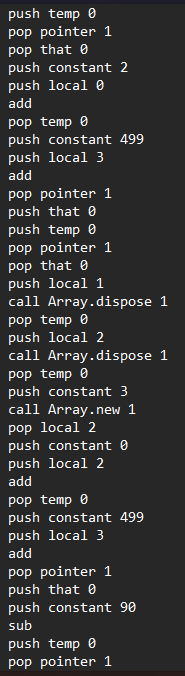 push temp 0
pop pointer 1
pop that 0
push constant 2
push local 0
add
pop temp 0
push constant 499
push local 3
add
pop pointer 1
push that 0
push temp 0
pop pointer 1
pop that 0
push local 1
call Array.dispose 1
pop temp 0
push local 2
call Array.dispose 1
pop temp 0
push constant 3
call Array.new 1
pop local 2
push constant 0
push local 2
add
pop temp 0
push constant 499
push local 3
add
pop pointer 1
push that 0
push constant 90
sub
push temp 0
pop pointer 1